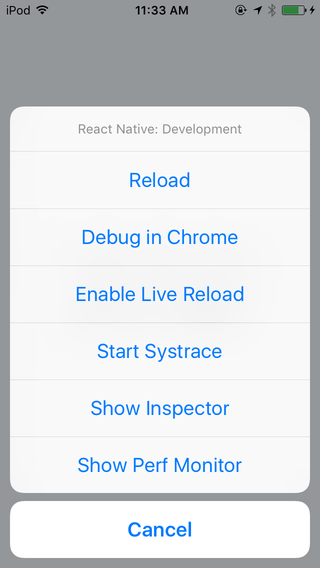 iPod 11:33 AM
React Native: Development
Reload
Debug in Chrome
Enable Live Reload
Start Systrace
Show Inspector
Show Perf Monitor
Cancel